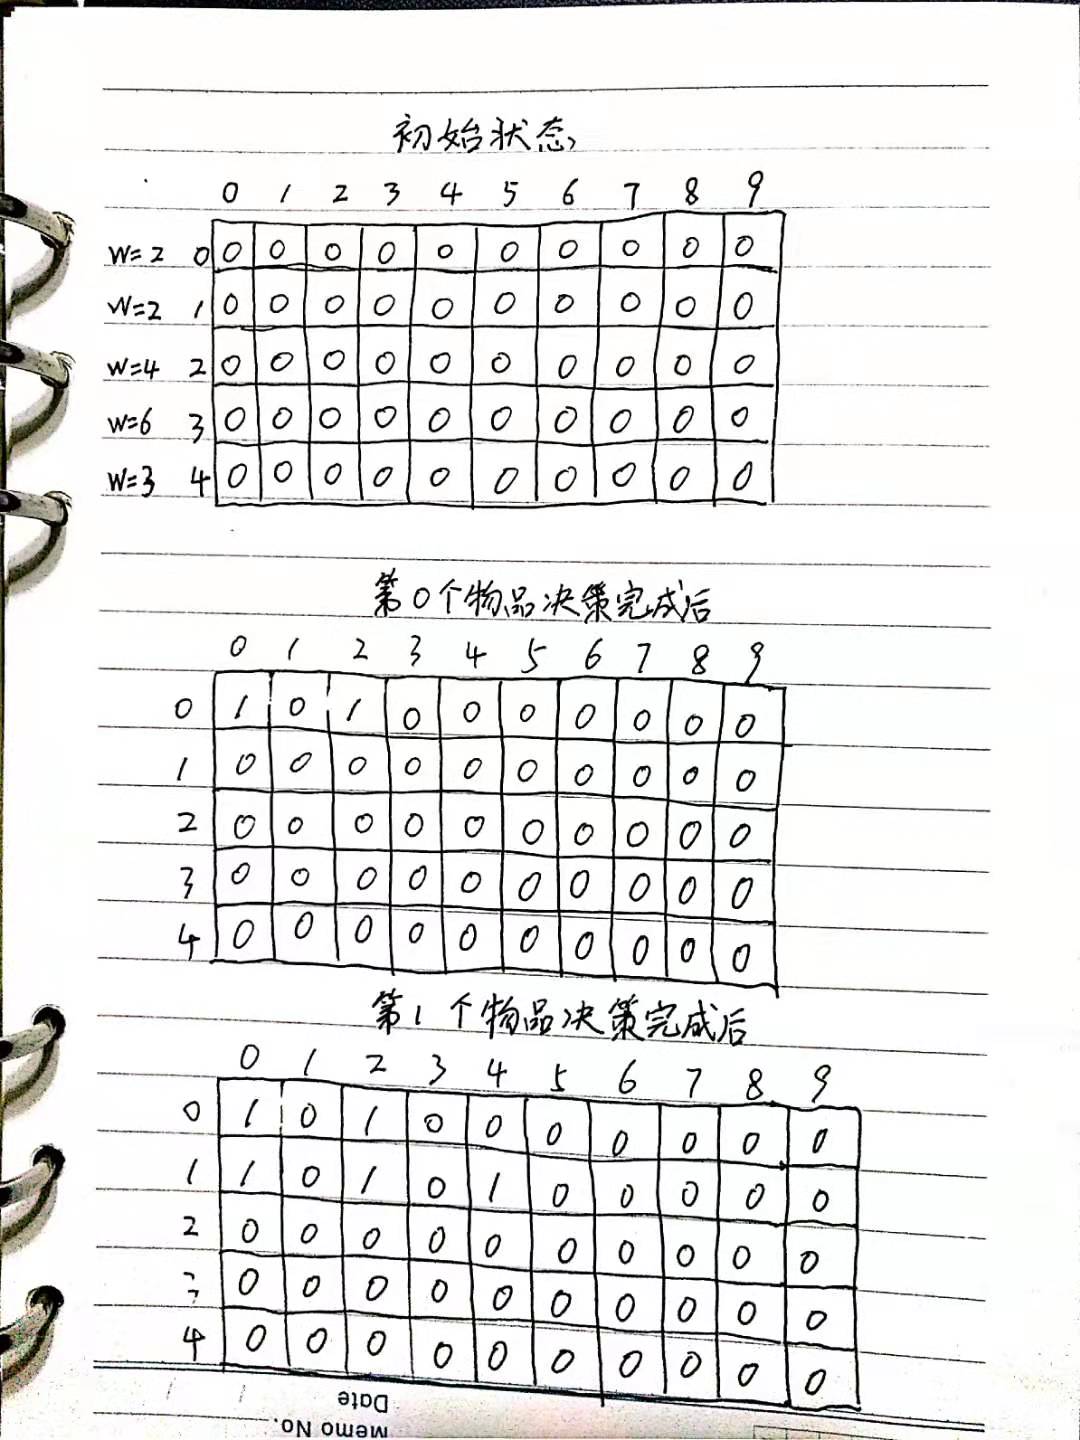 初始状态
0 1 2 3 4 5 6 7 8 9
w=2 0 0 0 0 0 0 0 0 0 0 0
w=2 1 0 0 0 0 0 0 0 0 0 0
w=4 2 0 0 0 0 0 0 0 0 0 0
w=6 3 0 0 0 0 0 0 0 0 0 0
w=3 4 0 0 0 0 0 0 0 0 0 0
第0个物品决策完成后
0 1 2 3 4 5 6 7 8 9
0 1 0 1 0 0 0 0 0 0 0
1 0 0 0 0 0 0 0 0 0 0
2 0 0 0 0 0 0 0 0 0 0
3 0 0 0 0 0 0 0 0 0 0
4 0 0 0 0 0 0 0 0 0 0
第1个物品决策完成后
0 1 2 3 4 5 6 7 8 9
0 1 0 1 0 0 0 0 0 0 0
1 1 0 1 0 1 0 0 0 0 0
2 0 0 0 0 0 0 0 0 0 0
3 0 0 0 0 0 0 0 0 0 0
4 0 0 0 0 0 0 0 0 0 0
Date
Memo No.